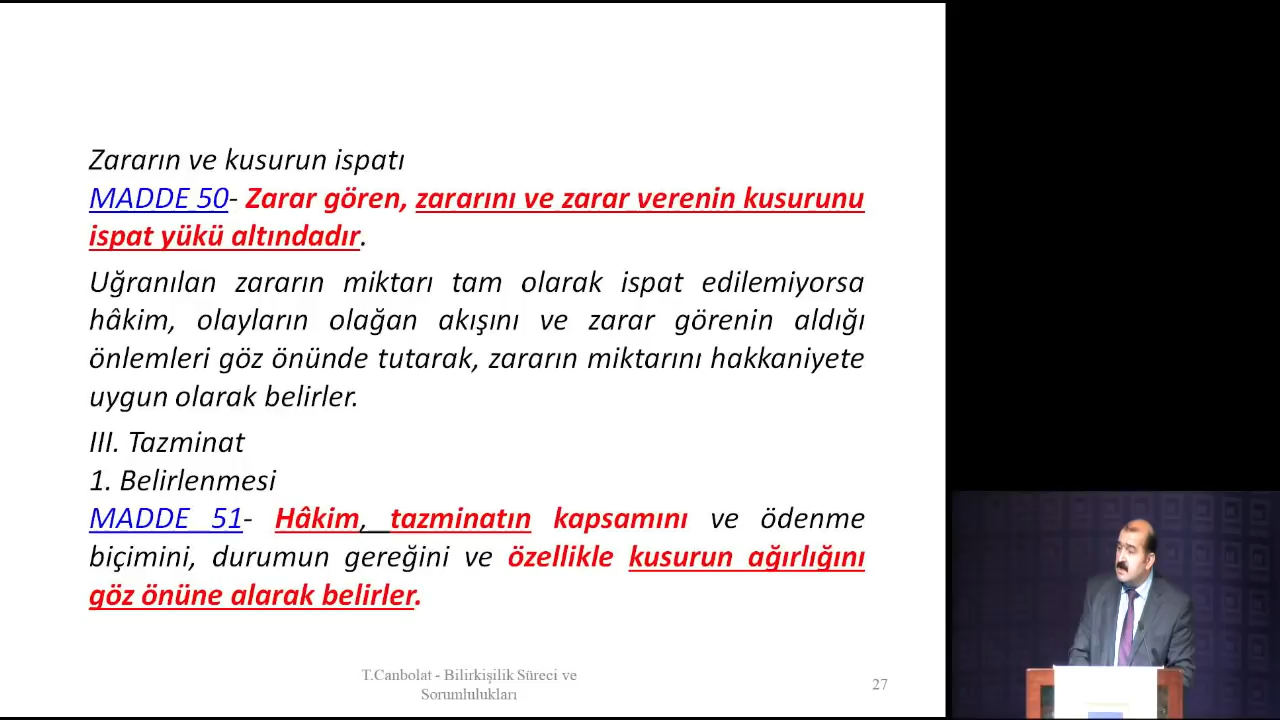 Zararın ve kusurun ispatı
MADDE 50- Zarar gören, zararını ve zarar verenin kusurunu
ispat yükü altındadır.
Uğranılan zararın miktarı tam olarak ispat edilemiyorsa
hâkim, olayların olağan akışını ve zarar görenin aldığı
önlemleri göz önünde tutarak, zararın miktarını hakkaniyete
uygun olarak belirler.
III. Tazminat
1. Belirlenmesi
MADDE 51- Hâkim, tazminatın kapsamını ve ödenme
biçimini, durumun gereğini ve özellikle kusurun ağırlığını
göz önüne alarak belirler.
T.Canbolat - Bilirkişilik Süreci ve
Sorumlulukları
27